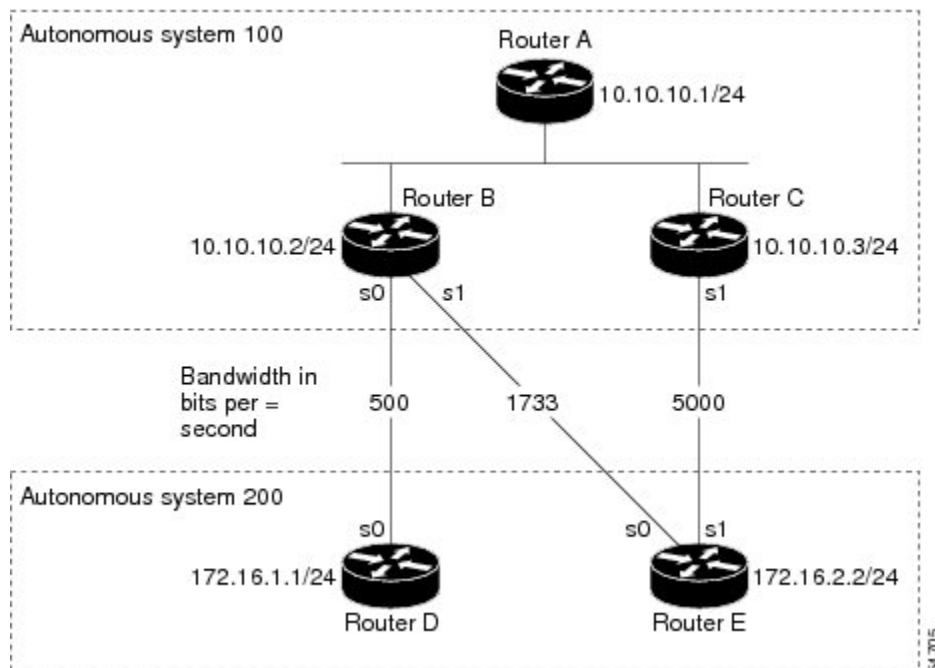 Autonomous system 100
Router A
10.10.10.1/24
Router B
Router C
10.10.10.2/24
10.10.10.3/24
s0
s1
s1
Bandwidth in
bits per =
second
500
1733
5000
Autonomous system 200
s0
s0
s1
172.16.1.1/24
172.16.2.2/24
Router D
Router E